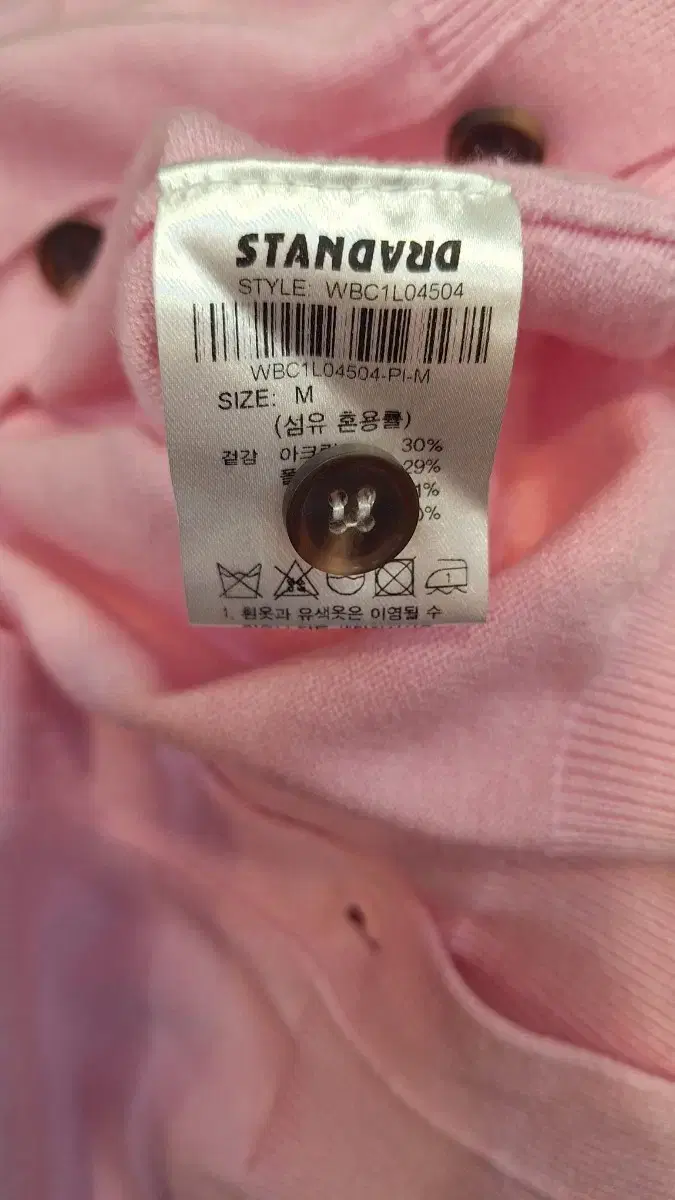 STANDARD
STYLE: WBC1L04504
WBC1L04504-PI-M
SIZE: M
(섬유 혼용률)
겉감 30%
29%
1. 흰옷과 유색옷은 이염될 수